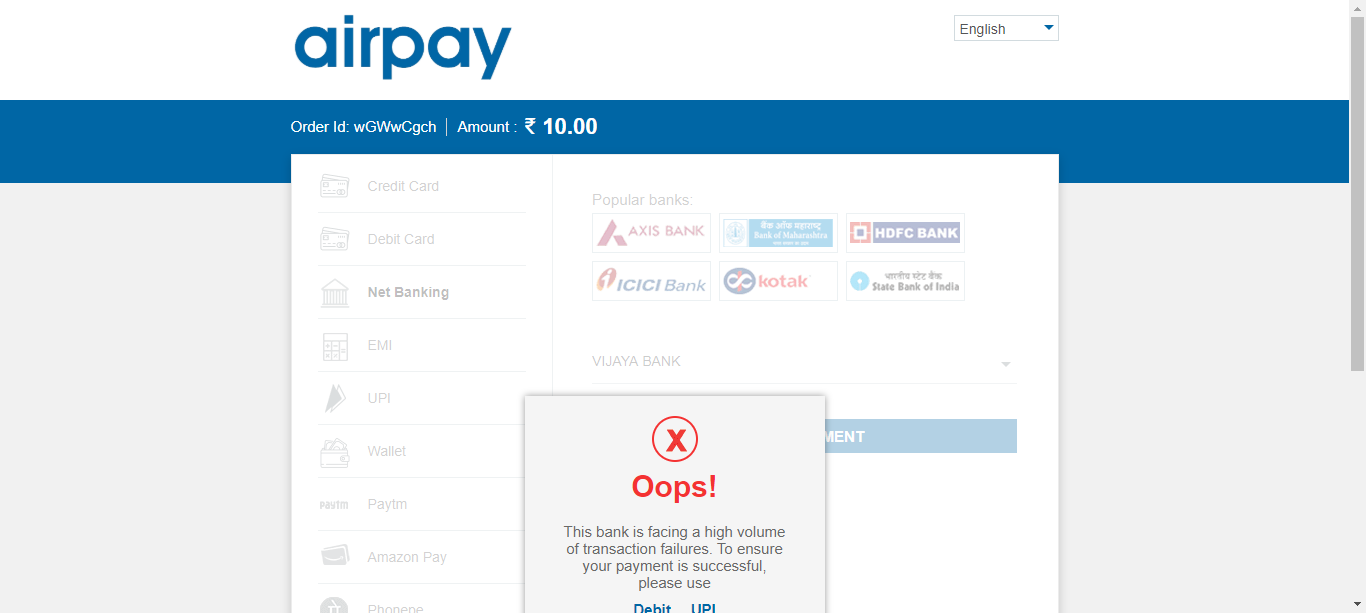 airpay
English
Order Id: wGWwCgch | Amount : ₹ 10.00
Credit Card
Debit Card
Net Banking
EMI
UPI
Wallet
Paytm
Paytm
Amazon Pay
Phonepe
Popular banks:
AXIS BANK
बैंक ऑफ महाराष्ट्र
Bank of Maharashtra
HDFC BANK
ICICI Bank
kotak
भारतीय स्टेट बैंक
State Bank of India
VIJAYA BANK
MENT
X
Oops!
This bank is facing a high volume
of transaction failures. To ensure
your payment is successful,
please use
Debit UPI